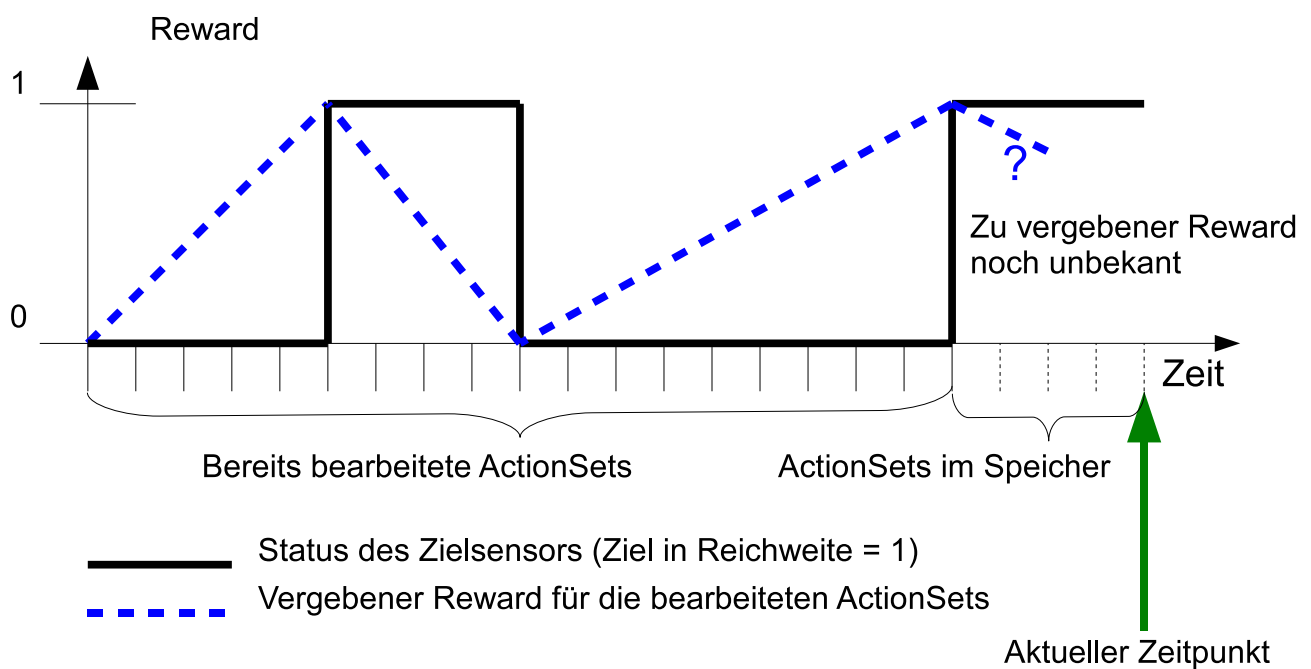 Reward
1
?
Zu vergebener Reward
noch unbekant
0
Zeit
Bereits bearbeitete ActionSets
ActionSets im Speicher
Status des Zielsensors (Ziel in Reichweite = 1)
Vergebener Reward für die bearbeiteten ActionSets
Aktueller Zeitpunkt